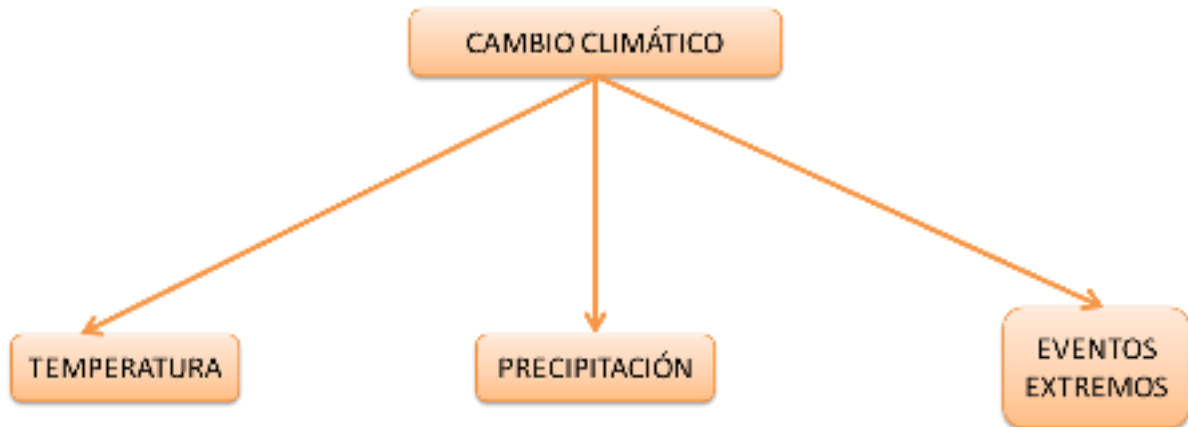 CAMBIO CLIMÁTICO
TEMPERATURA
PRECIPITACIÓN
EVENTOS
EXTREMOS